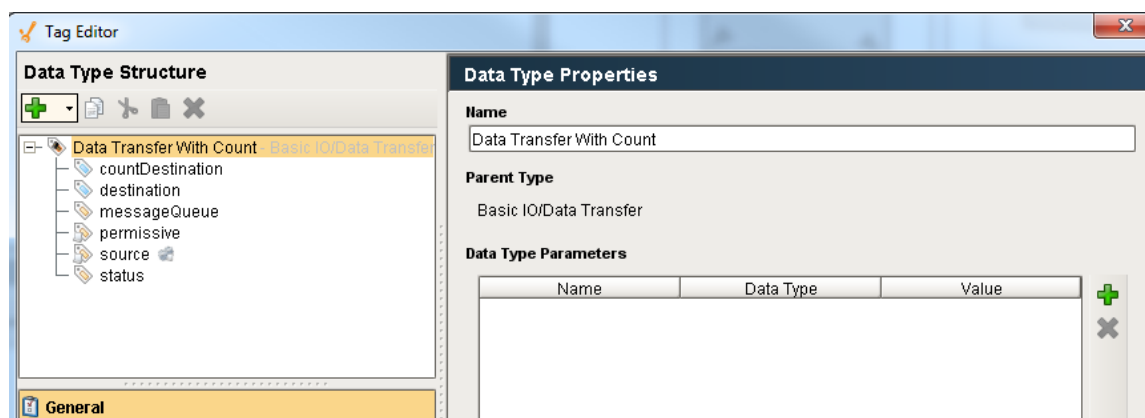 Tag Editor
Data Type Structure
Data Transfer With Count - Basic IO/Data Transfer
countDestination
destination
messageQueue
permissive
source
status
General
Data Type Properties
Name
Data Transfer With Count
Parent Type
Basic IO/Data Transfer
Data Type Parameters
Name Data Type Value